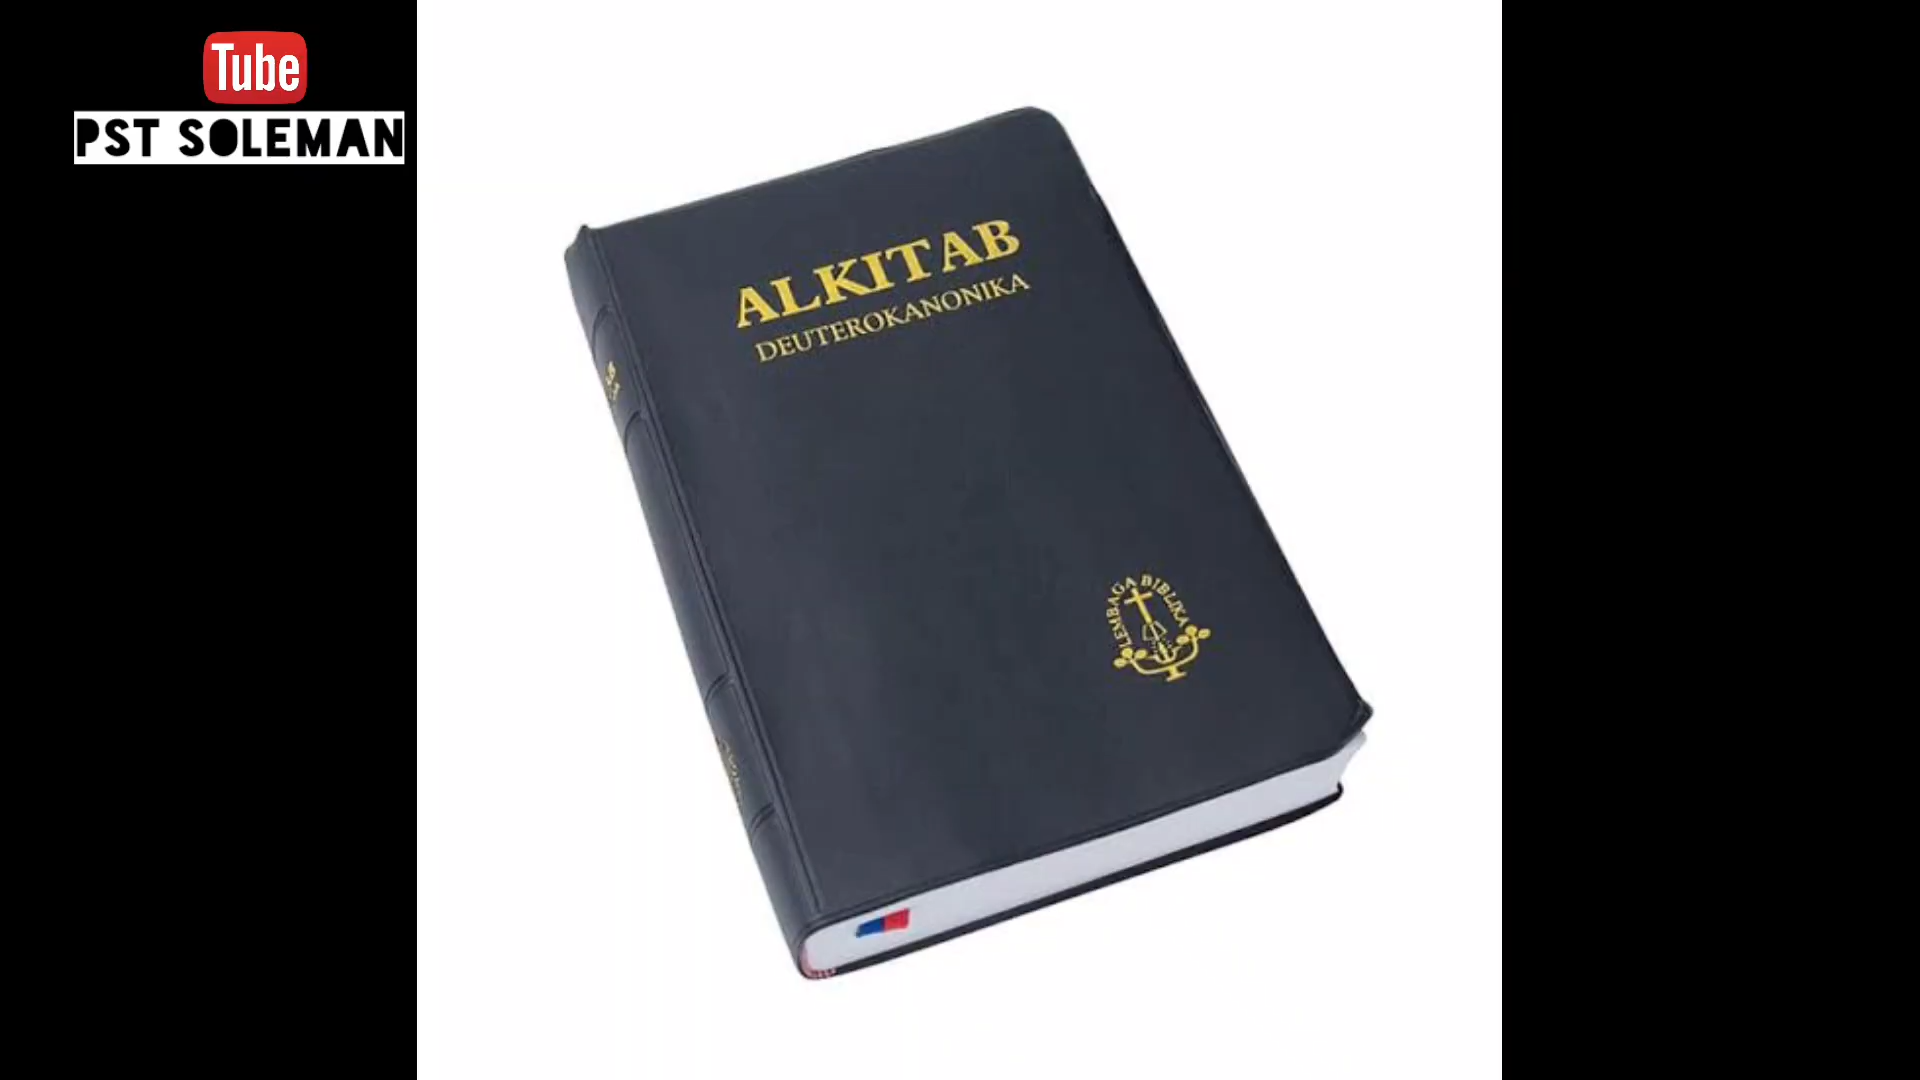 Tube
PST SOLEMAN
ALKITAB
DEUTEROKANONIKA
LEMBAGA BIBLIKA